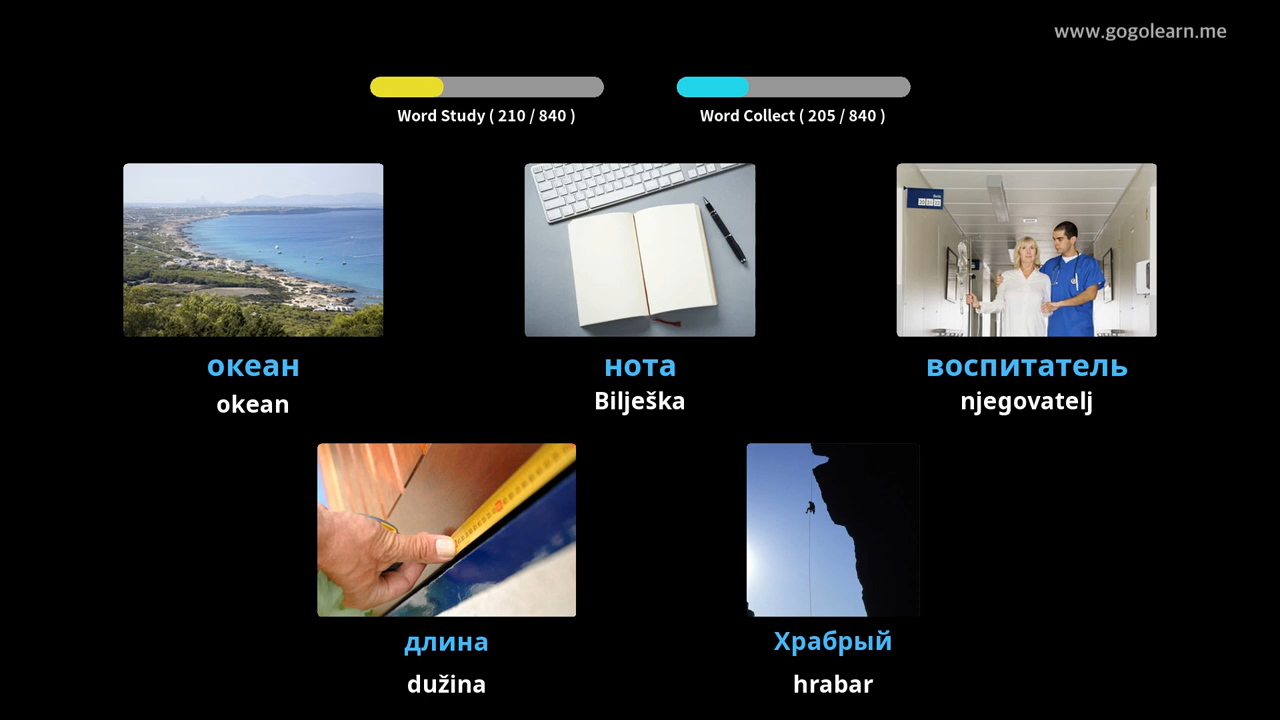 www.gogolearn.me
Word Study ( 210 / 840 )
Word Collect ( 205 / 840 )
океан
нота
воспитатель
okean
Bilješka
njegovatelj
длина
Храбрый
dužina
hrabar